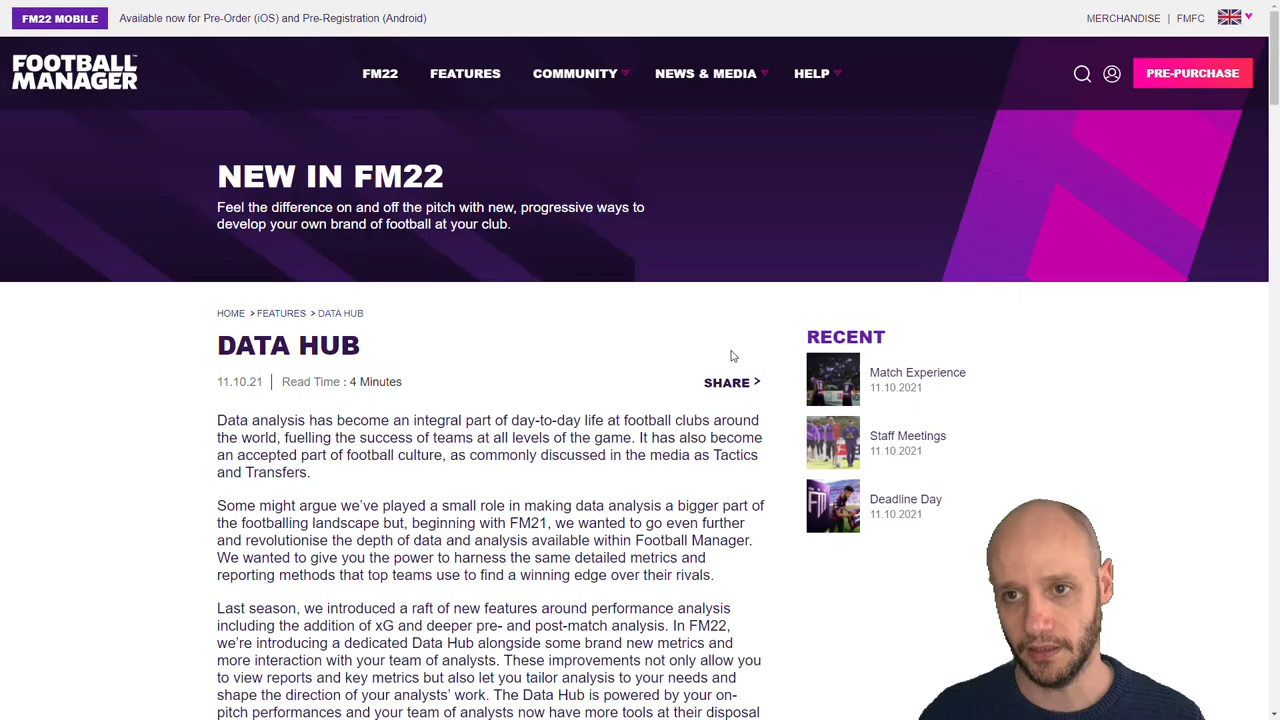 FM22 MOBILE Available now for Pre-Order (iOS) and Pre-Registration (Android) MERCHANDISE | FMFC
FOOTBALL MANAGER FM22 FEATURES COMMUNITY NEWS & MEDIA HELP PRE-PURCHASE
NEW IN FM22
Feel the difference on and off the pitch with new, progressive ways to
develop your own brand of football at your club.
HOME > FEATURES > DATA HUB
DATA HUB
11.10.21 | Read Time : 4 Minutes SHARE >
Data analysis has become an integral part of day-to-day life at football clubs around
the world, fuelling the success of teams at all levels of the game. It has also become
an accepted part of football culture, as commonly discussed in the media as Tactics
and Transfers.
Some might argue we've played a small role in making data analysis a bigger part of
the footballing landscape but, beginning with FM21, we wanted to go even further
and revolutionise the depth of data and analysis available within Football Manager.
We wanted to give you the power to harness the same detailed metrics and
reporting methods that top teams use to find a winning edge over their rivals.
Last season, we introduced a raft of new features around performance analysis
including the addition of xG and deeper pre- and post-match analysis. In FM22,
we're introducing a dedicated Data Hub alongside some brand new metrics and
more interaction with your team of analysts. These improvements not only allow you
to view reports and key metrics but also let you tailor analysis to your needs and
shape the direction of your analysts' work. The Data Hub is powered by your on-
pitch performances and your team of analysts now have more tools at their disposal
RECENT
Match Experience
11.10.2021
Staff Meetings
11.10.2021
Deadline Day
11.10.2021